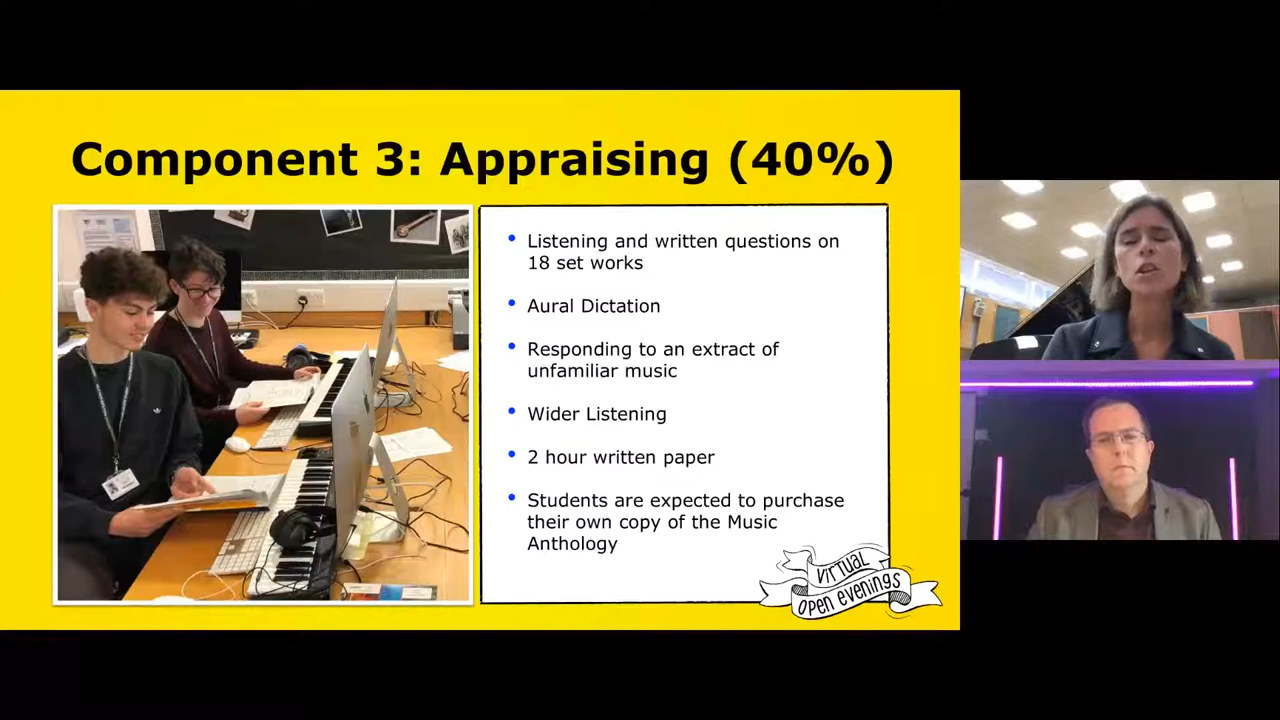 Component 3: Appraising (40%)
Listening and written questions on
18 set works
Aural Dictation
Responding to an extract of
unfamiliar music
Wider Listening
2 hour written paper
Students are expected to purchase
their own copy of the Music
Anthology
VIRTUAL
OPEN EVENINGS